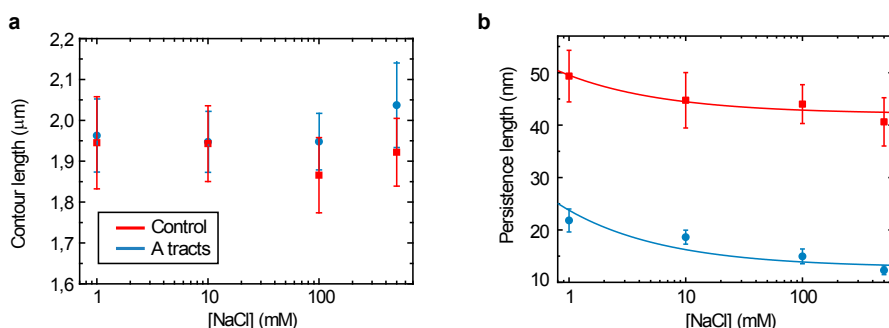 a
2,2
2,1
2,0
1,9
1,8
1,7
1,6
Contour length (μm)
Control
A tracts
1
10
100
[NaCl] (mM)
b
50
40
30
20
10
Persistence length (nm)
1
10
100
[NaCl] (mM)